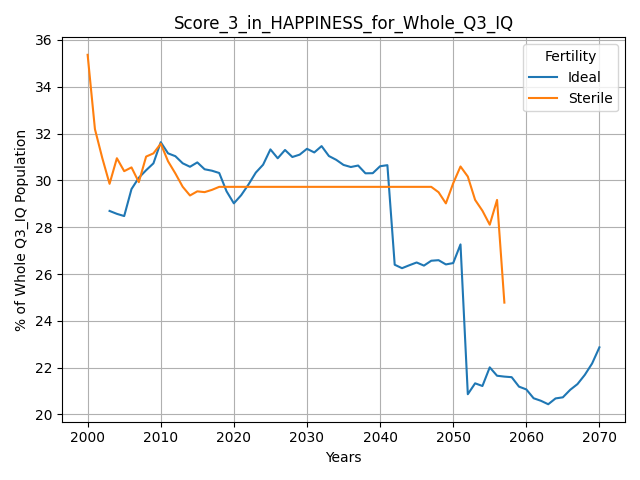 Score_3_in_HAPPINESS_for_Whole_Q3_IQ
Fertility
Ideal
Sterile
% of Whole Q3_IQ Population
36
34
32
30
28
26
24
22
20
2000
2010
2020
2030
2040
2050
2060
2070
Years